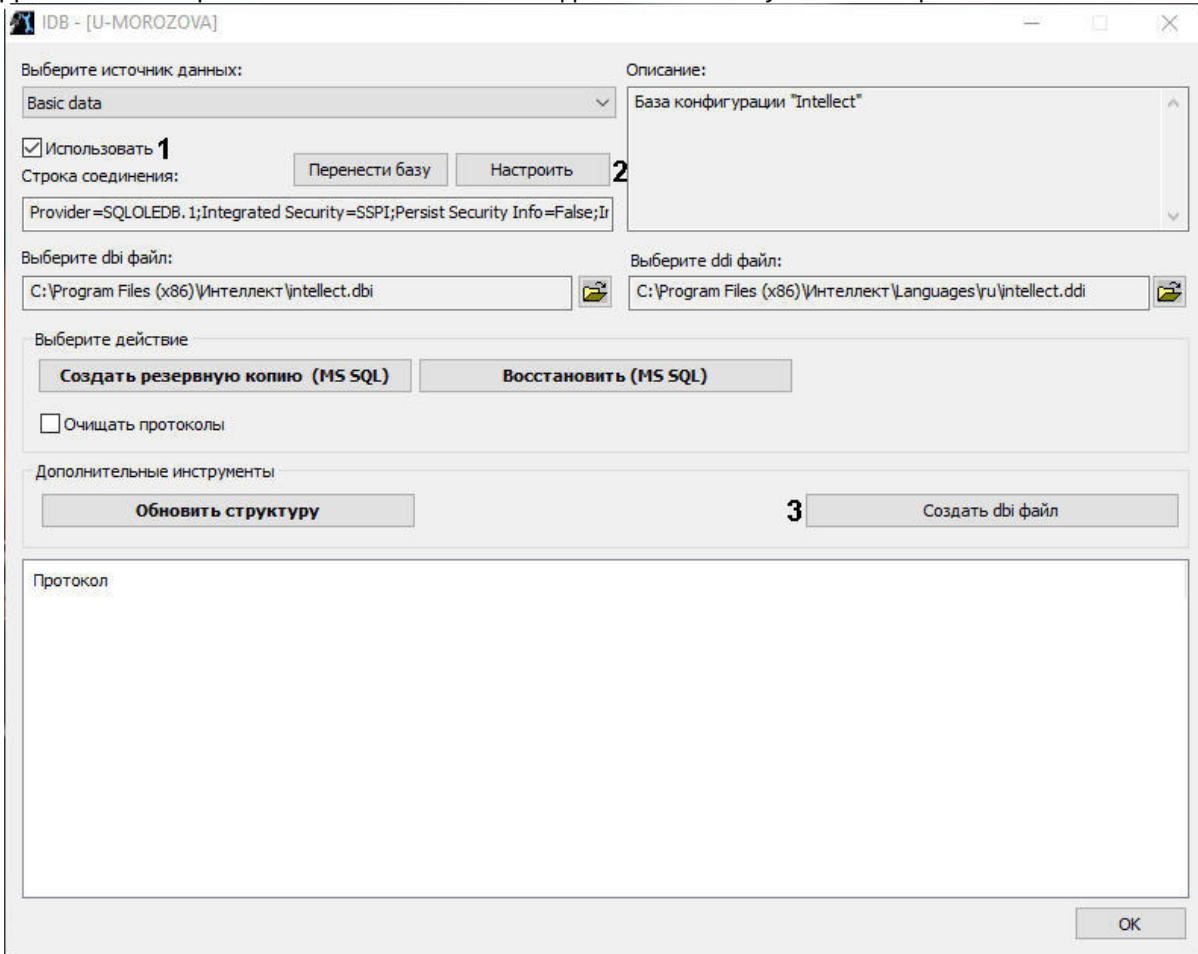 IDB - [U-MOROZOVA]
Выберите источник данных:
Описание:
Basic data
База конфигурации "Intellect"
Использовать 1
Строка соединения:
Перенести базу
Настроить 2
Provider=SQLOLEDB.1;Integrated Security=SSPI;Persist Security Info=False;
Выберите dbi файл:
Выберите ddi файл:
C:\Program Files (x86)\Интеллект\intellect.dbi
C:\Program Files (x86)\Интеллект\Languages\ru\intellect.ddi
Выберите действие
Создать резервную копию (MS SQL)
Восстановить (MS SQL)
Очищать протоколы
Дополнительные инструменты
Обновить структуру
3 Создать dbi файл
Протокол
OK